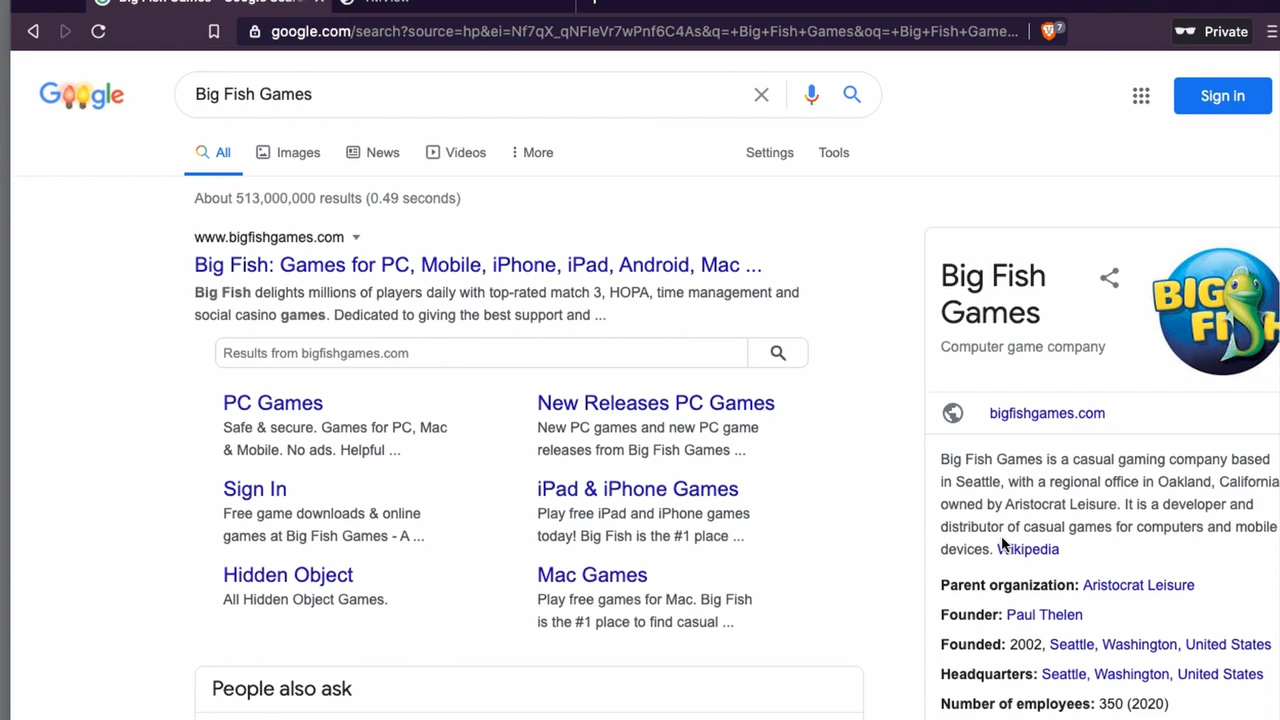 Big Fish Games - Google Sear
google.com/search?source=hp&ei=Nf7qX_qNFIeVr7wPnf6C4As&q=+Big+Fish+Games&oq=+Big+Fish+Game...
7
Private
Google
Big Fish Games
Sign in
All
Images
News
Videos
More
Settings
Tools
About 513,000,000 results (0.49 seconds)
www.bigfishgames.com
Big Fish: Games for PC, Mobile, iPhone, iPad, Android, Mac ...
Big Fish delights millions of players daily with top-rated match 3, HOPA, time management and
social casino games. Dedicated to giving the best support and ...
Results from bigfishgames.com
PC Games
Safe & secure. Games for PC, Mac
& Mobile. No ads. Helpful ...
New Releases PC Games
New PC games and new PC game
releases from Big Fish Games ...
Sign In
Free game downloads & online
games at Big Fish Games - A ...
iPad & iPhone Games
Play free iPad and iPhone games
today! Big Fish is the #1 place ...
Hidden Object
All Hidden Object Games.
Mac Games
Play free games for Mac. Big Fish
is the #1 place to find casual ...
People also ask
Big Fish
Games
Computer game company
BIG
FISH
bigfishgames.com
Big Fish Games is a casual gaming company based
in Seattle, with a regional office in Oakland, California
owned by Aristocrat Leisure. It is a developer and
distributor of casual games for computers and mobile
devices. Wikipedia
Parent organization: Aristocrat Leisure
Founder: Paul Thelen
Founded: 2002, Seattle, Washington, United States
Headquarters: Seattle, Washington, United States
Number of employees: 350 (2020)